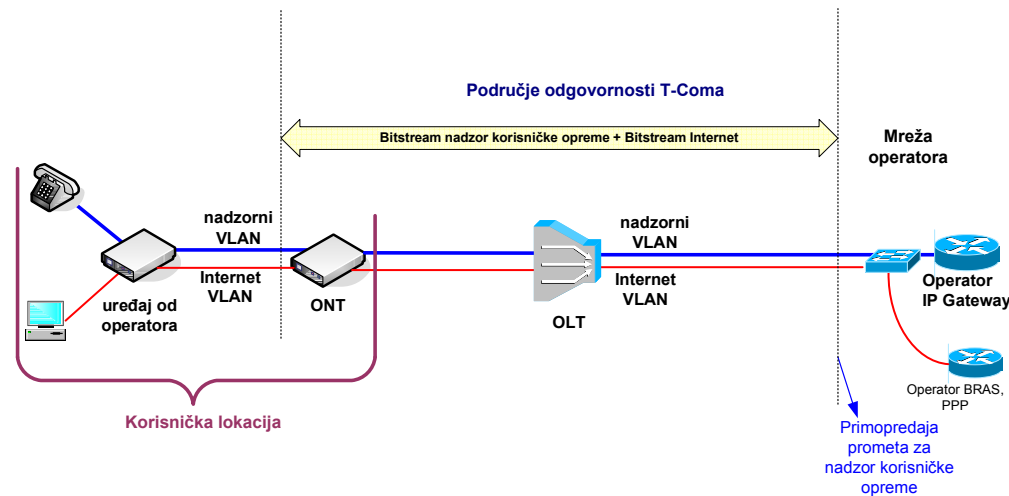 Područje odgovornosti T-Coma
Bitstream nadzor korisničke opreme + Bitstream Internet
Mreža
operatora
nadzorni
VLAN
Internet
VLAN
uređaj od
operatora
ONT
OLT
nadzorni
VLAN
Internet
VLAN
Operator
IP Gateway
Operator BRAS,
PPP
Korisnička lokacija
Primopredaja
prometa za
nadzor korisničke
opreme